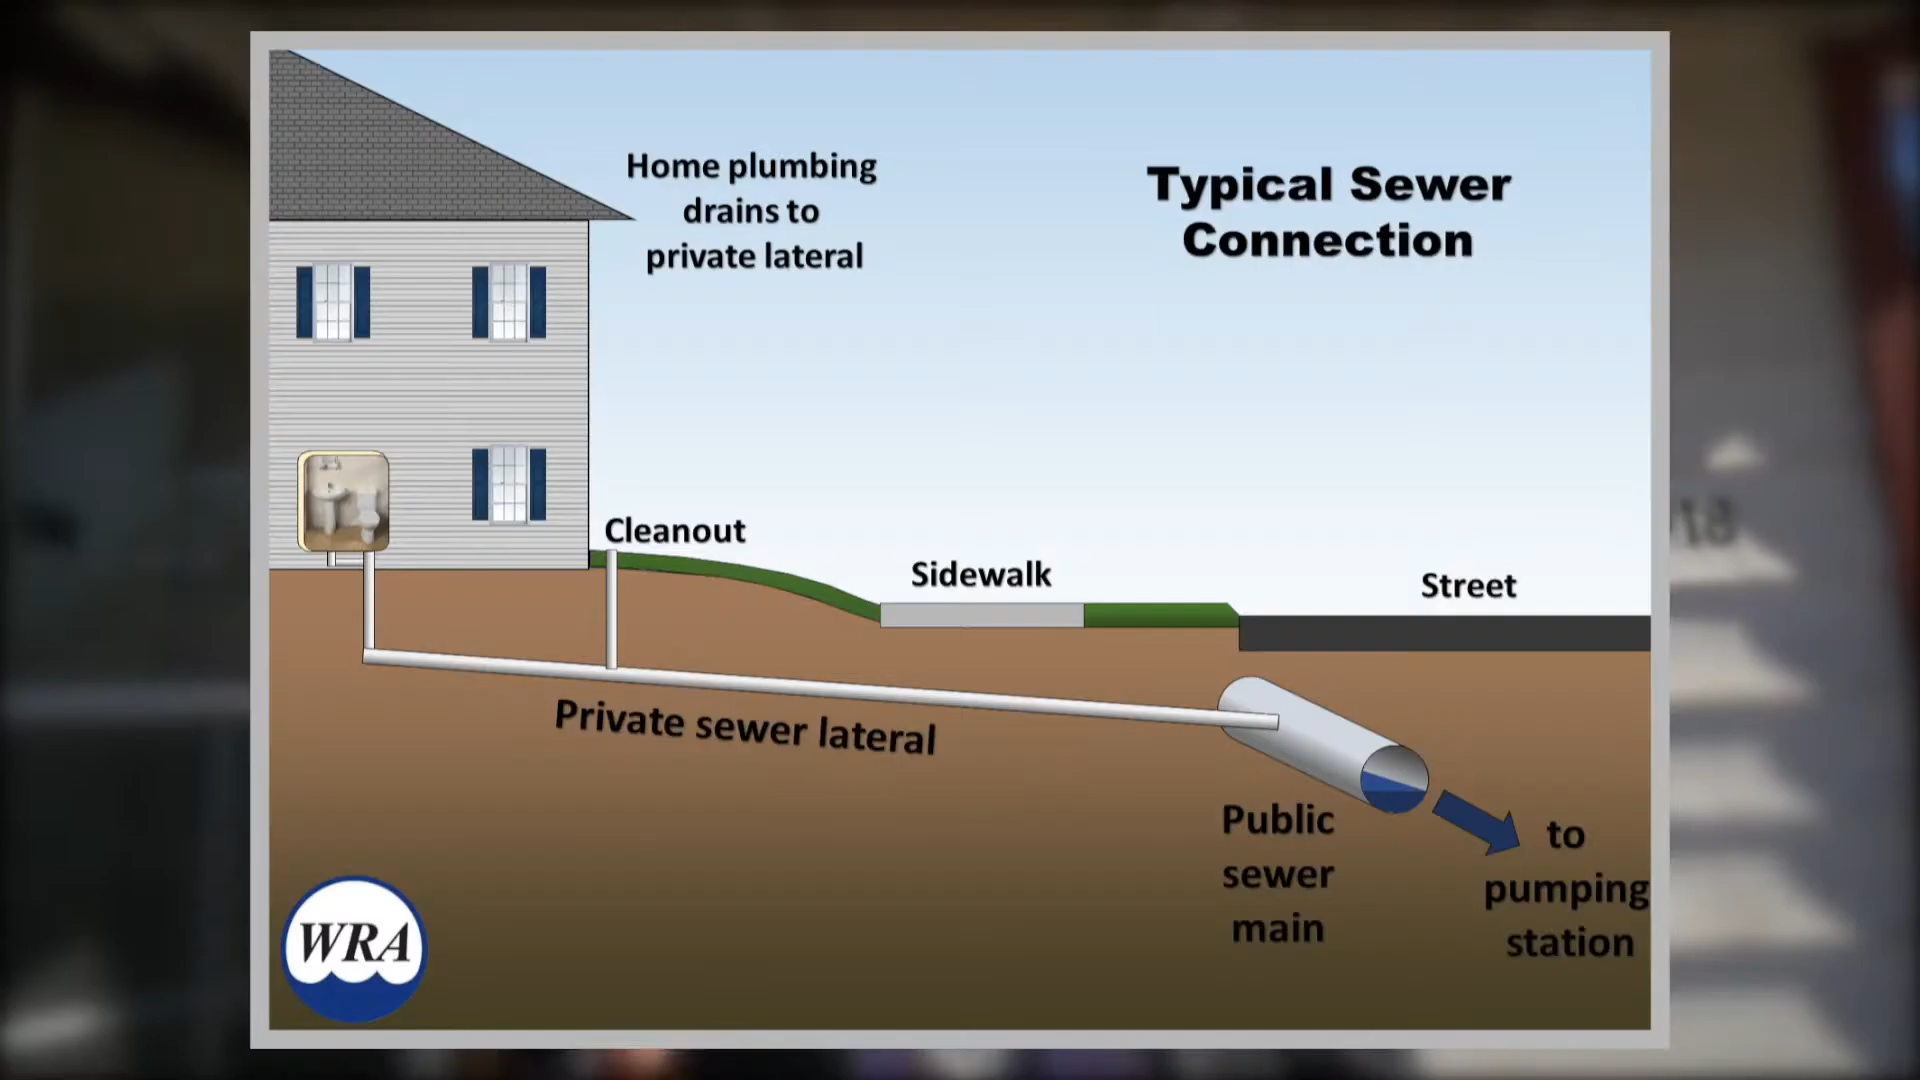 Home plumbing
drains to
private lateral
Typical Sewer
Connection
Cleanout
Sidewalk
Street
Private sewer lateral
Public
sewer
main
to
pumping
station
WRA